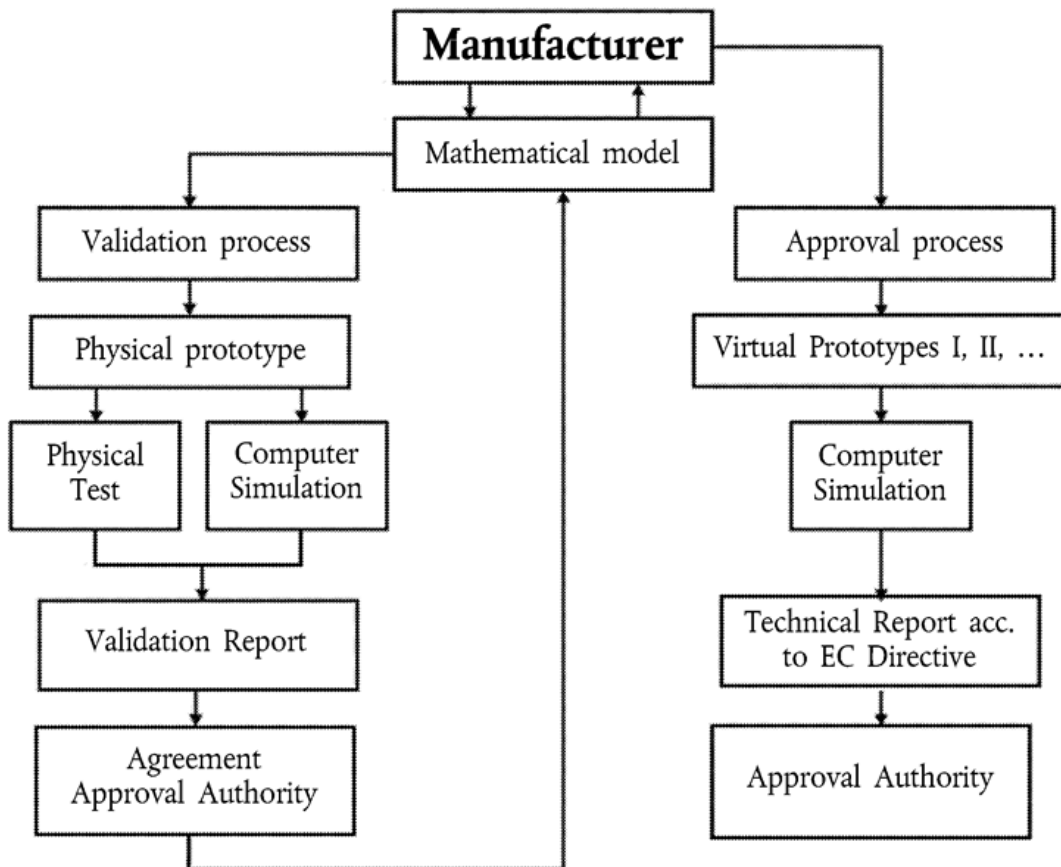 Manufacturer
Mathematical model
Validation process
Physical prototype
Physical
Test
Computer
Simulation
Validation Report
Agreement
Approval Authority
Approval process
Virtual Prototypes I, II, …
Computer
Simulation
Technical Report acc.
to EC Directive
Approval Authority